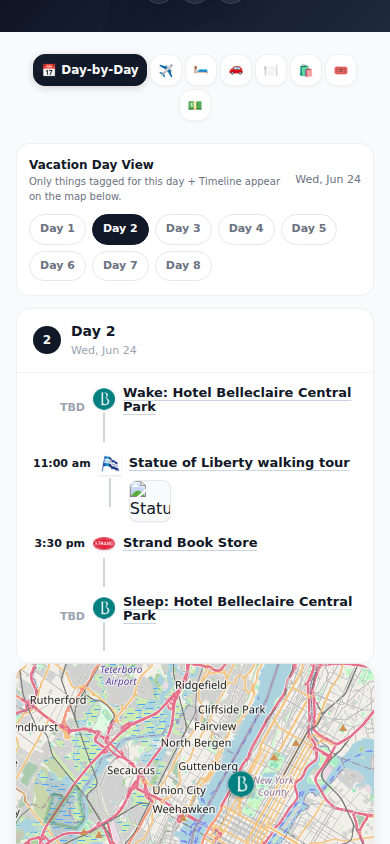 Day-by-Day
Vacation Day View
Only things tagged for this day + Timeline appear
on the map below.
Wed, Jun 24
Day 1
Day 2
Day 3
Day 4
Day 5
Day 6
Day 7
Day 8
2
Day 2
Wed, Jun 24
TBD
B
Wake: Hotel Belleclaire Central
Park
11:00 am
Statue of Liberty walking tour
Statu
3:30 pm
STRAND
Strand Book Store
TBD
B
Sleep: Hotel Belleclaire Central
Park
Teterboro
Airport
Ridgefield
Rutherford
Cliffside Park
Fairview
ndhurst
North Bergen
Secaucus
Guttenberg
B
New York
County
Union City
Weehawken